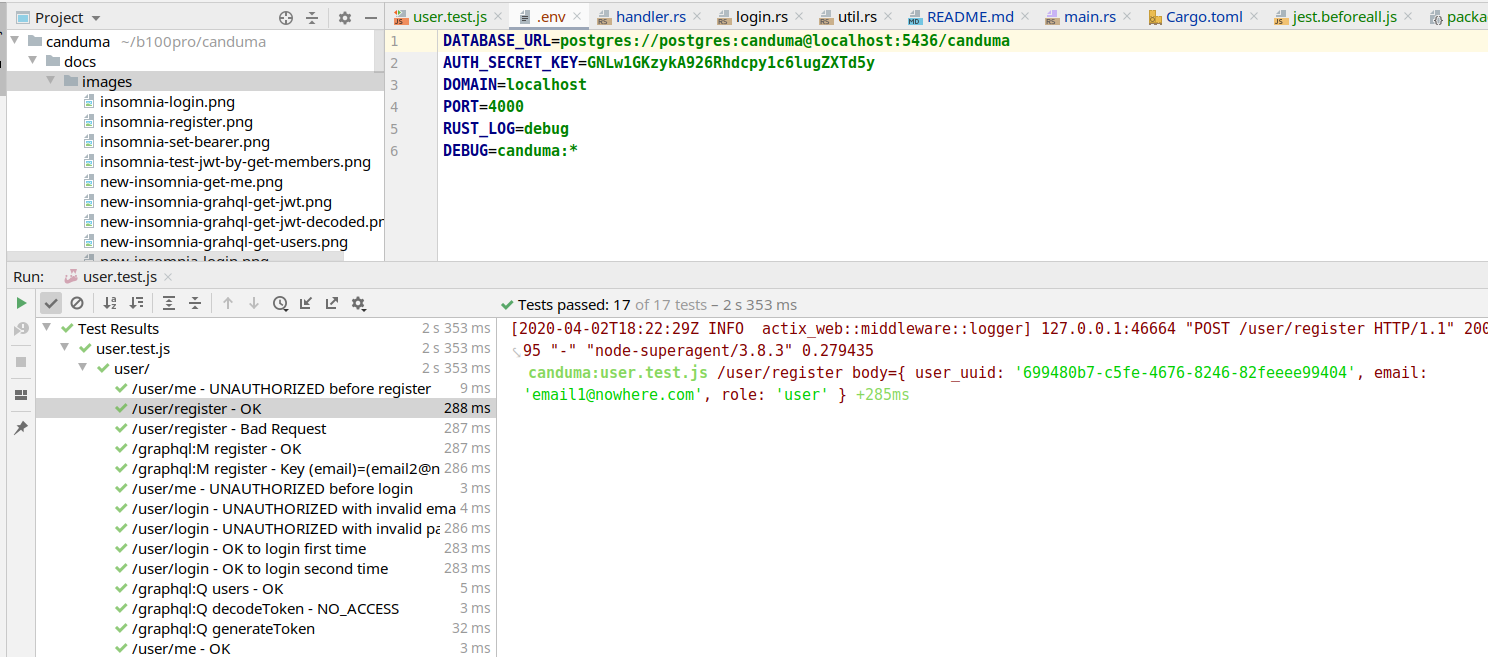 Project
user.test.js
.env
handler.rs
login.rs
util.rs
README.md
main.rs
Cargo.toml
jest.beforeall.js
packa
canduma ~/b100pro/canduma
docs
images
insomnia-login.png
insomnia-register.png
insomnia-set-bearer.png
insomnia-test-jwt-by-get-members.png
new-insomnia-get-me.png
new-insomnia-grahql-get-jwt.png
new-insomnia-grahql-get-jwt-decoded.pr
new-insomnia-grahql-get-users.png
new-insomnia-login.png
1 DATABASE_URL=postgres://postgres:canduma@localhost:5436/canduma
2 AUTH_SECRET_KEY=GNLw1GKzykA926Rhdcpy1c6lugZXTd5y
3 DOMAIN=localhost
4 PORT=4000
5 RUST_LOG=debug
6 DEBUG=canduma:*
Run: user.test.js
Tests passed: 17 of 17 tests – 2 s 353 ms
Test Results 2 s 353 ms
user.test.js 2 s 353 ms
user/ 2 s 353 ms
/user/me - UNAUTHORIZED before register 9 ms
/user/register - OK 288 ms
/user/register - Bad Request 287 ms
/graphql:M register - OK 287 ms
/graphql:M register - Key (email)=(email2@n 286 ms
/user/me - UNAUTHORIZED before login 3 ms
/user/login - UNAUTHORIZED with invalid ema 4 ms
/user/login - UNAUTHORIZED with invalid pa 286 ms
/user/login - OK to login first time 283 ms
/user/login - OK to login second time 283 ms
/graphql:Q users - OK 5 ms
/graphql:Q decodeToken - NO_ACCESS 3 ms
/graphql:Q generateToken 32 ms
/user/me - OK 3 ms
[2020-04-02T18:22:29Z INFO  actix_web::middleware::logger] 127.0.0.1:46664 "POST /user/register HTTP/1.1" 200
95 "-" "node-superagent/3.8.3" 0.279435
canduma:user.test.js /user/register body={ user_uuid: '699480b7-c5fe-4676-8246-82feeee99404', email:
'email1@nowhere.com', role: 'user' } +285ms